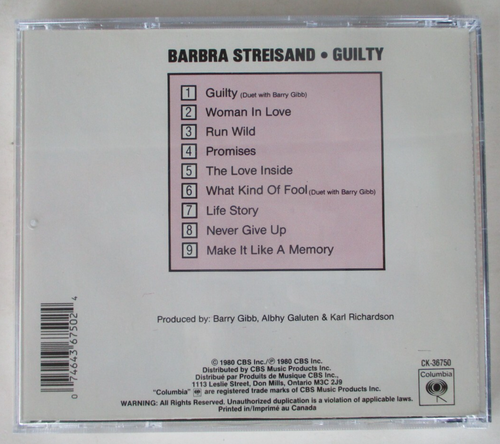 BARBRA STREISAND • GUILTY
1 Guilty (Duet with Barry Gibb)
2 Woman In Love
3 Run Wild
4 Promises
5 The Love Inside
6 What Kind Of Fool (Duet with Barry Gibb)
7 Life Story
8 Never Give Up
9 Make It Like A Memory
Produced by: Barry Gibb, Albhy Galuten & Karl Richardson
0 74643-67502 4
© 1980 CBS Inc./℗ 1980 CBS Inc.
Distributed by CBS Music Products Inc.
Distribué par Produits de Musique CBS Inc.,
1113 Leslie Street, Don Mills, Ontario M3C 2J9
"Columbia" are registered trade marks of CBS Music Products Inc.
WARNING: All Rights Reserved. Unauthorized duplication is a violation of applicable laws.
Printed in/Imprimé au Canada
CK-36750
Columbia